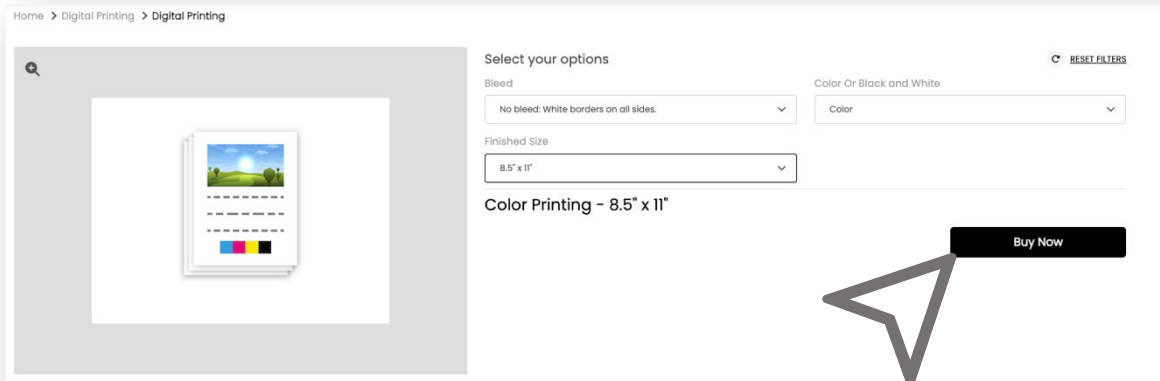 Home > Digital Printing > Digital Printing
Select your options
RESET FILTERS
Bleed
Color Or Black and White
No bleed: White borders on all sides.
Color
Finished Size
8.5" x 11"
Color Printing - 8.5" x 11"
Buy Now